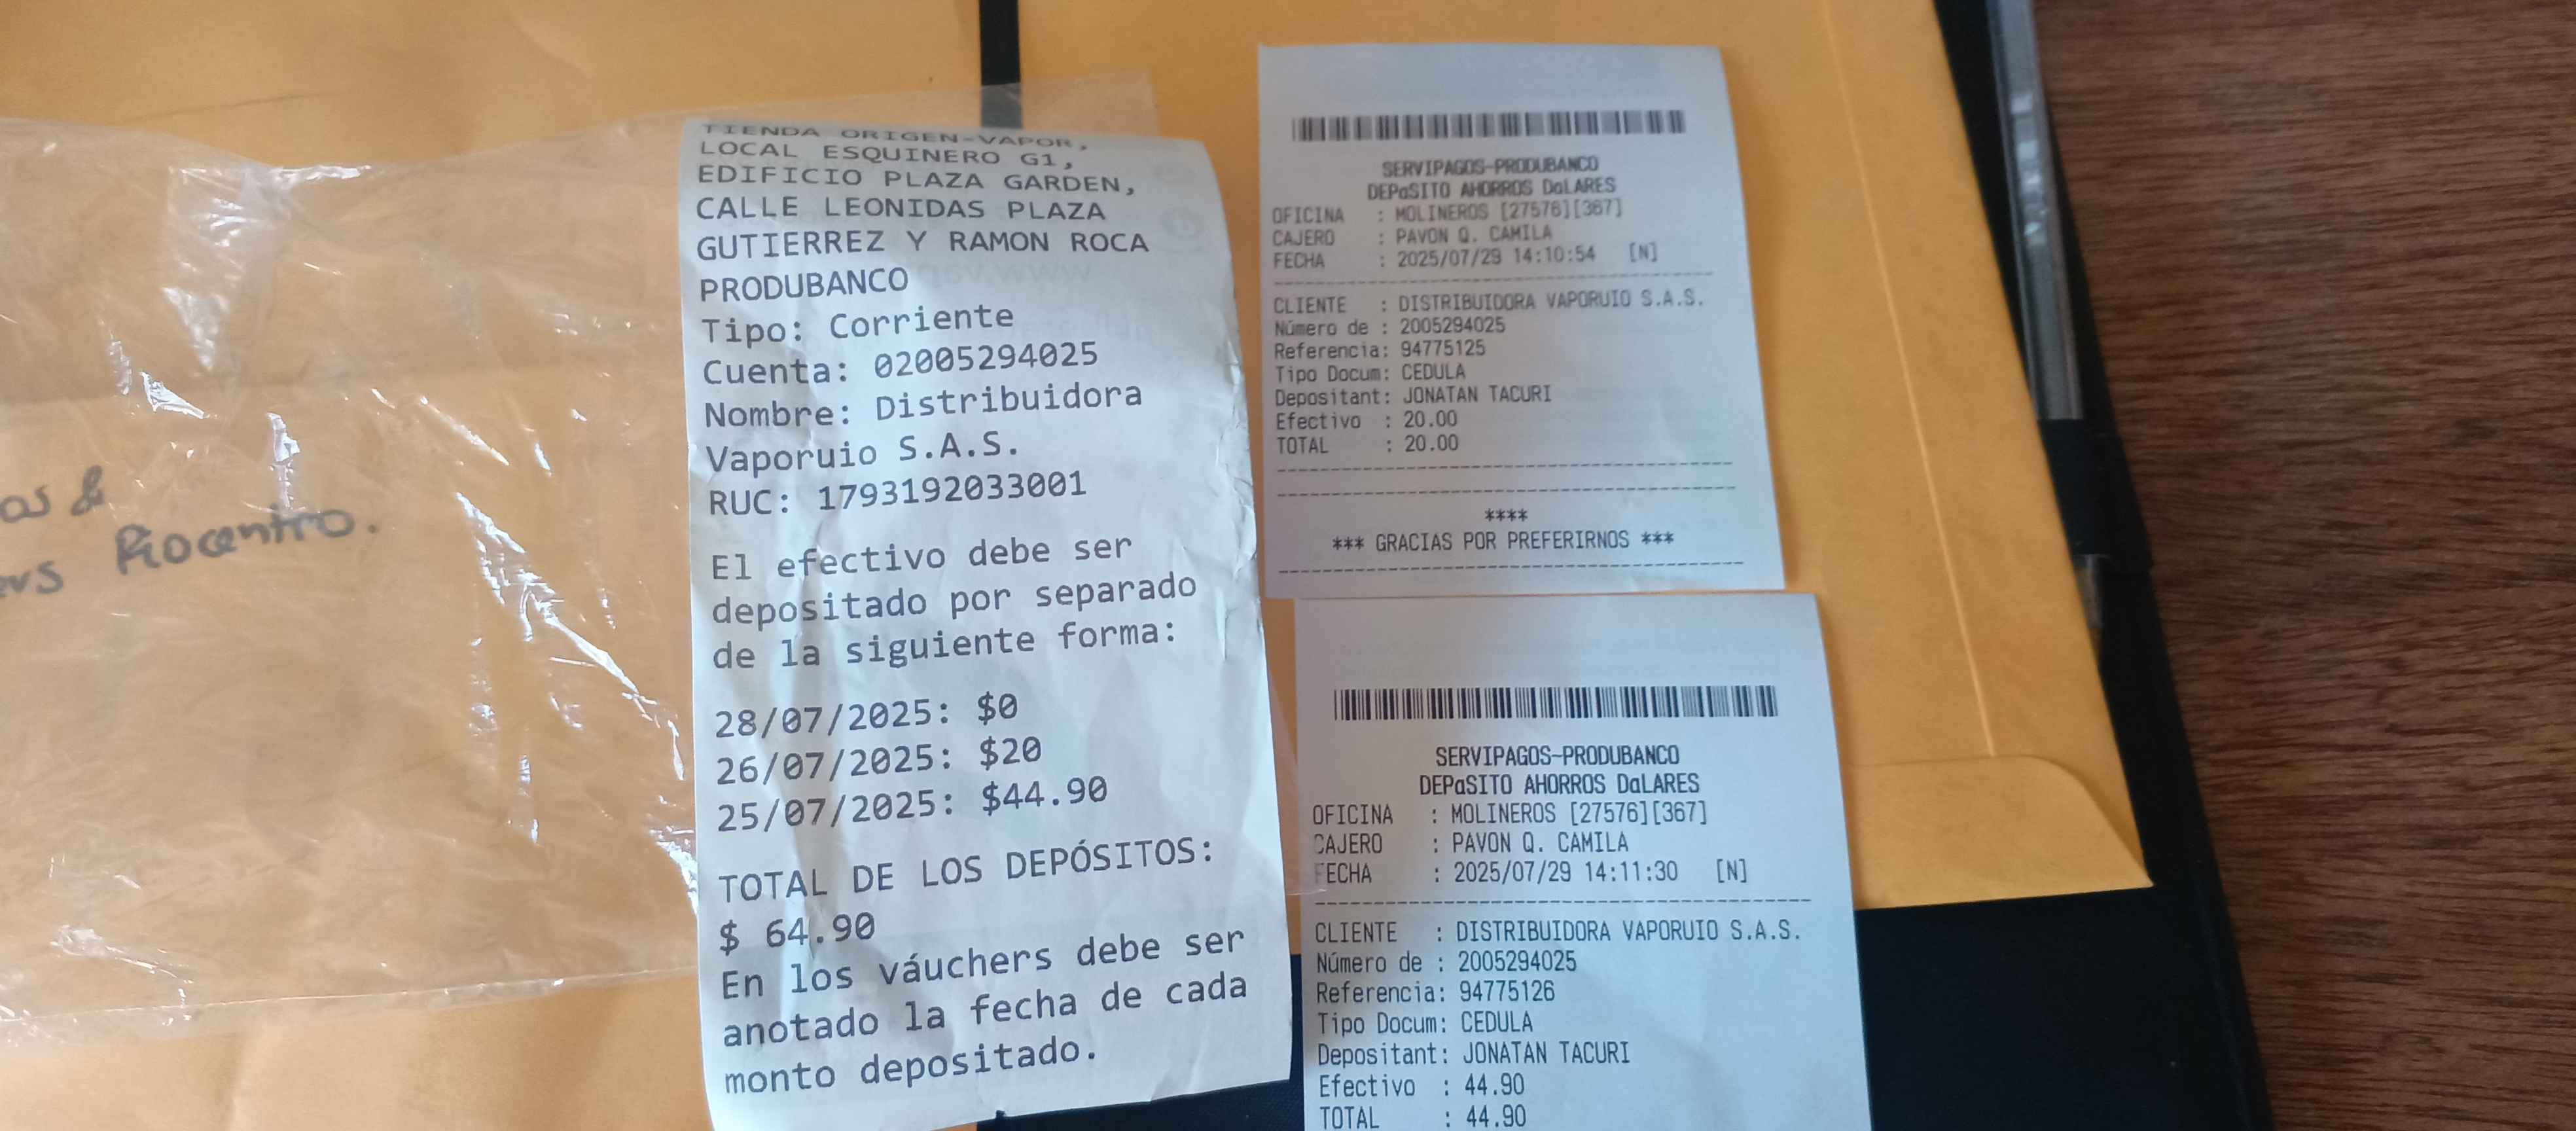 os &
Riocentro.
TIENDA ORIGEN-VAPOR,
LOCAL ESQUINERO G1,
EDIFICIO PLAZA GARDEN,
CALLE LEONIDAS PLAZA
GUTIERREZ Y RAMON ROCA
PRODUBANCO
Tipo: Corriente
Cuenta: 02005294025
Nombre: Distribuidora
Vaporuio S.A.S.
RUC: 1793192033001
El efectivo debe ser
depositado por separado
de la siguiente forma:
28/07/2025: $0
26/07/2025: $20
25/07/2025: $44.90
TOTAL DE LOS DEPÓSITOS:
$ 64.90
En los váuchers debe ser
anotado la fecha de cada
monto depositado.
SERVIPAGOS-PRODUBANCO
DEPaSITO AHORROS DaLARES
OFICINA : MOLINEROS [27576][367]
CAJERO : PAVON Q. CAMILA
FECHA : 2025/07/29 14:10:54 [N]
CLIENTE : DISTRIBUIDORA VAPORUIO S.A.S.
Número de : 2005294025
Referencia: 94775125
Tipo Docum: CEDULA
Depositant: JONATAN TACURI
Efectivo : 20.00
TOTAL : 20.00
****
*** GRACIAS POR PREFERIRNOS ***
SERVIPAGOS-PRODUBANCO
DEPaSITO AHORROS DaLARES
OFICINA : MOLINEROS [27576][367]
CAJERO : PAVON Q. CAMILA
FECHA : 2025/07/29 14:11:30 [N]
CLIENTE : DISTRIBUIDORA VAPORUIO S.A.S.
Número de : 2005294025
Referencia: 94775126
Tipo Docum: CEDULA
Depositant: JONATAN TACURI
Efectivo : 44.90
TOTAL : 44.90